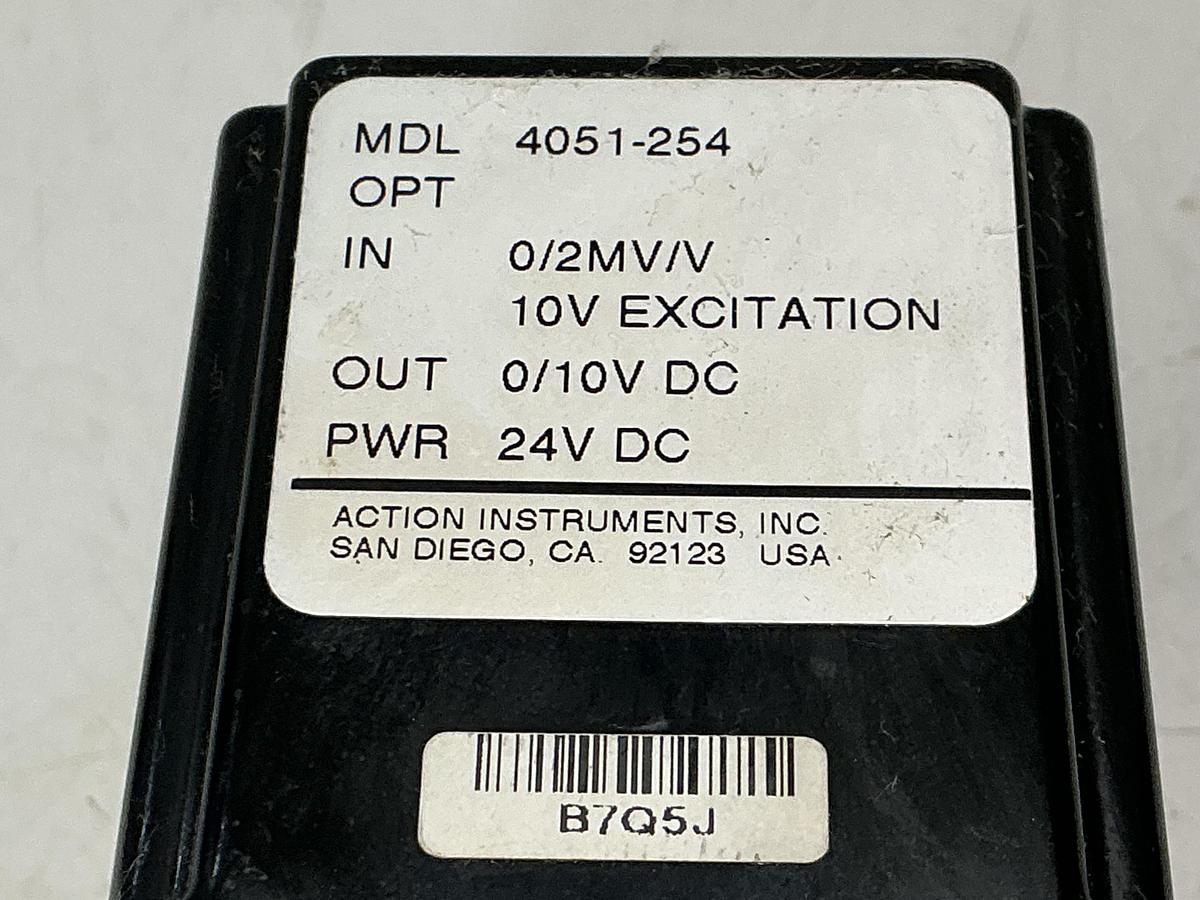 MDL 4051-254
OPT
IN 0/2MV/V
10V EXCITATION
OUT 0/10V DC
PWR 24V DC
ACTION INSTRUMENTS, INC.
SAN DIEGO, CA. 92123 USA
B7Q5J